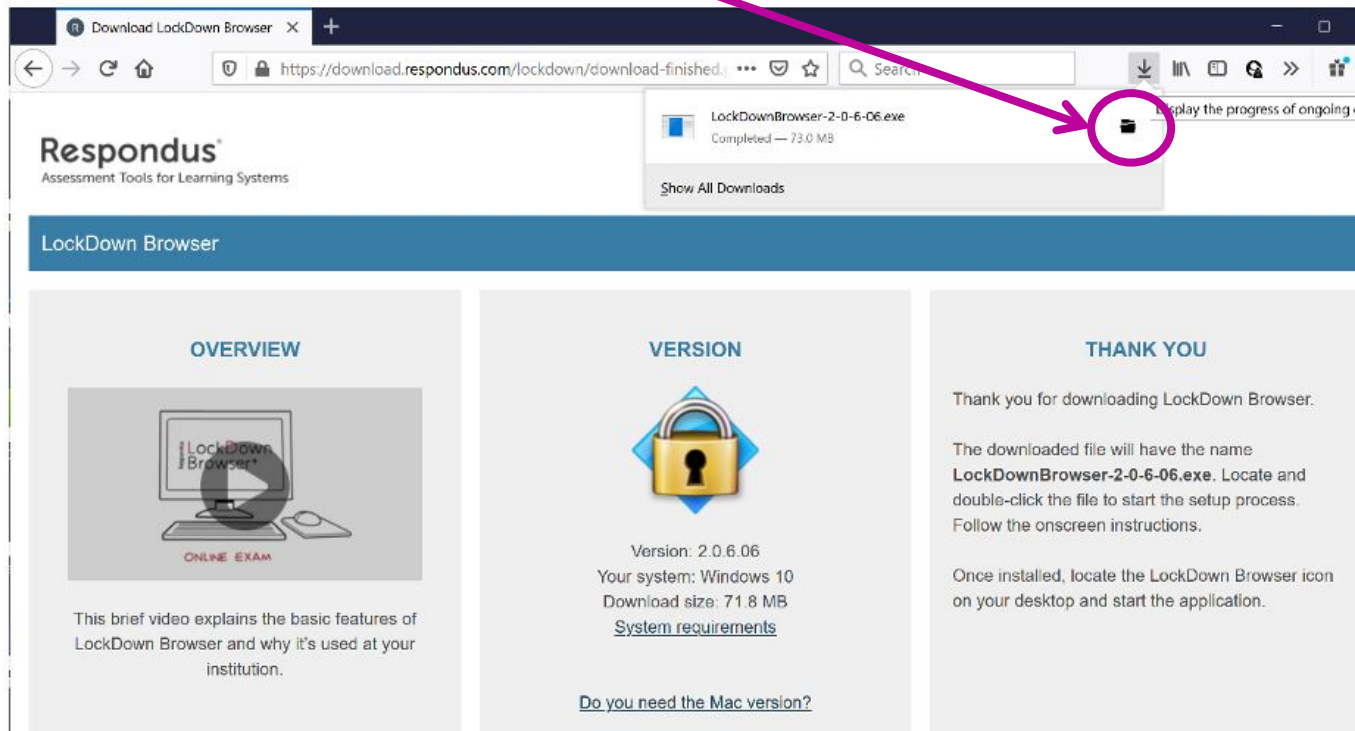 Download LockDown Browser
https://download.respondus.com/lockdown/download-finished.
Search
LockDownBrowser-2-0-6-06.exe
Completed — 73.0 MB
Show All Downloads
Display the progress of ongoing
Respondus
Assessment Tools for Learning Systems
LockDown Browser
OVERVIEW
Respondus
LockDown
Browser
ONLINE EXAM
This brief video explains the basic features of
LockDown Browser and why it's used at your
institution.
VERSION
Version: 2.0.6.06
Your system: Windows 10
Download size: 71.8 MB
System requirements
Do you need the Mac version?
THANK YOU
Thank you for downloading LockDown Browser.
The downloaded file will have the name
LockDownBrowser-2-0-6-06.exe. Locate and
double-click the file to start the setup process.
Follow the onscreen instructions.
Once installed, locate the LockDown Browser icon
on your desktop and start the application.